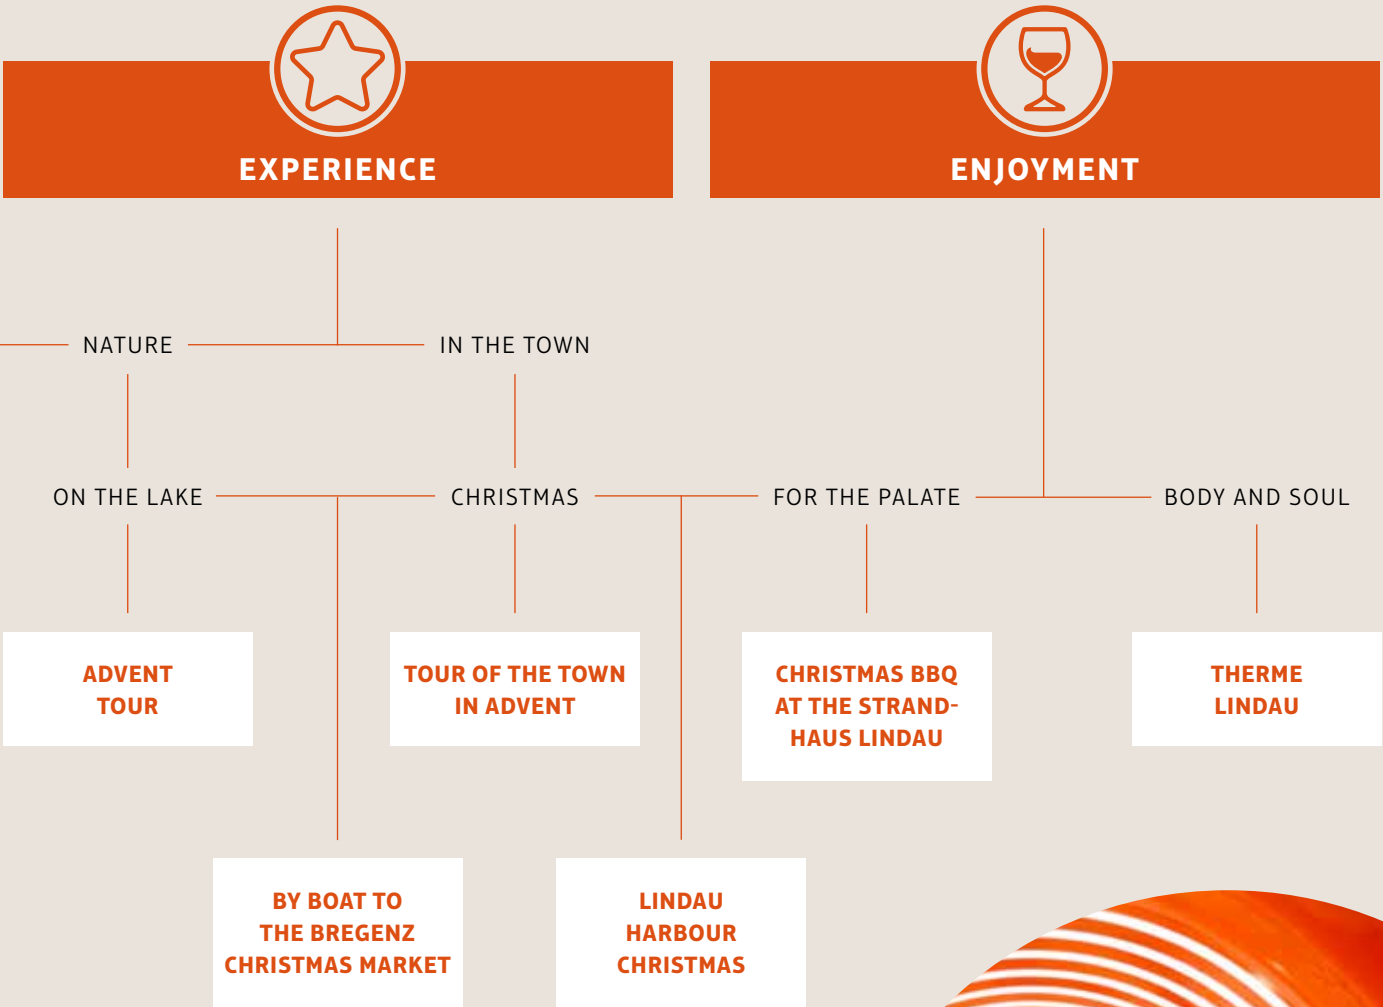 EXPERIENCE
ENJOYMENT
NATURE
IN THE TOWN
ON THE LAKE
CHRISTMAS
FOR THE PALATE
BODY AND SOUL
ADVENT
TOUR
TOUR OF THE TOWN
IN ADVENT
CHRISTMAS BBQ
AT THE STRAND-
HAUS LINDAU
THERME
LINDAU
BY BOAT TO
THE BREGENZ
CHRISTMAS MARKET
LINDAU
HARBOUR
CHRISTMAS